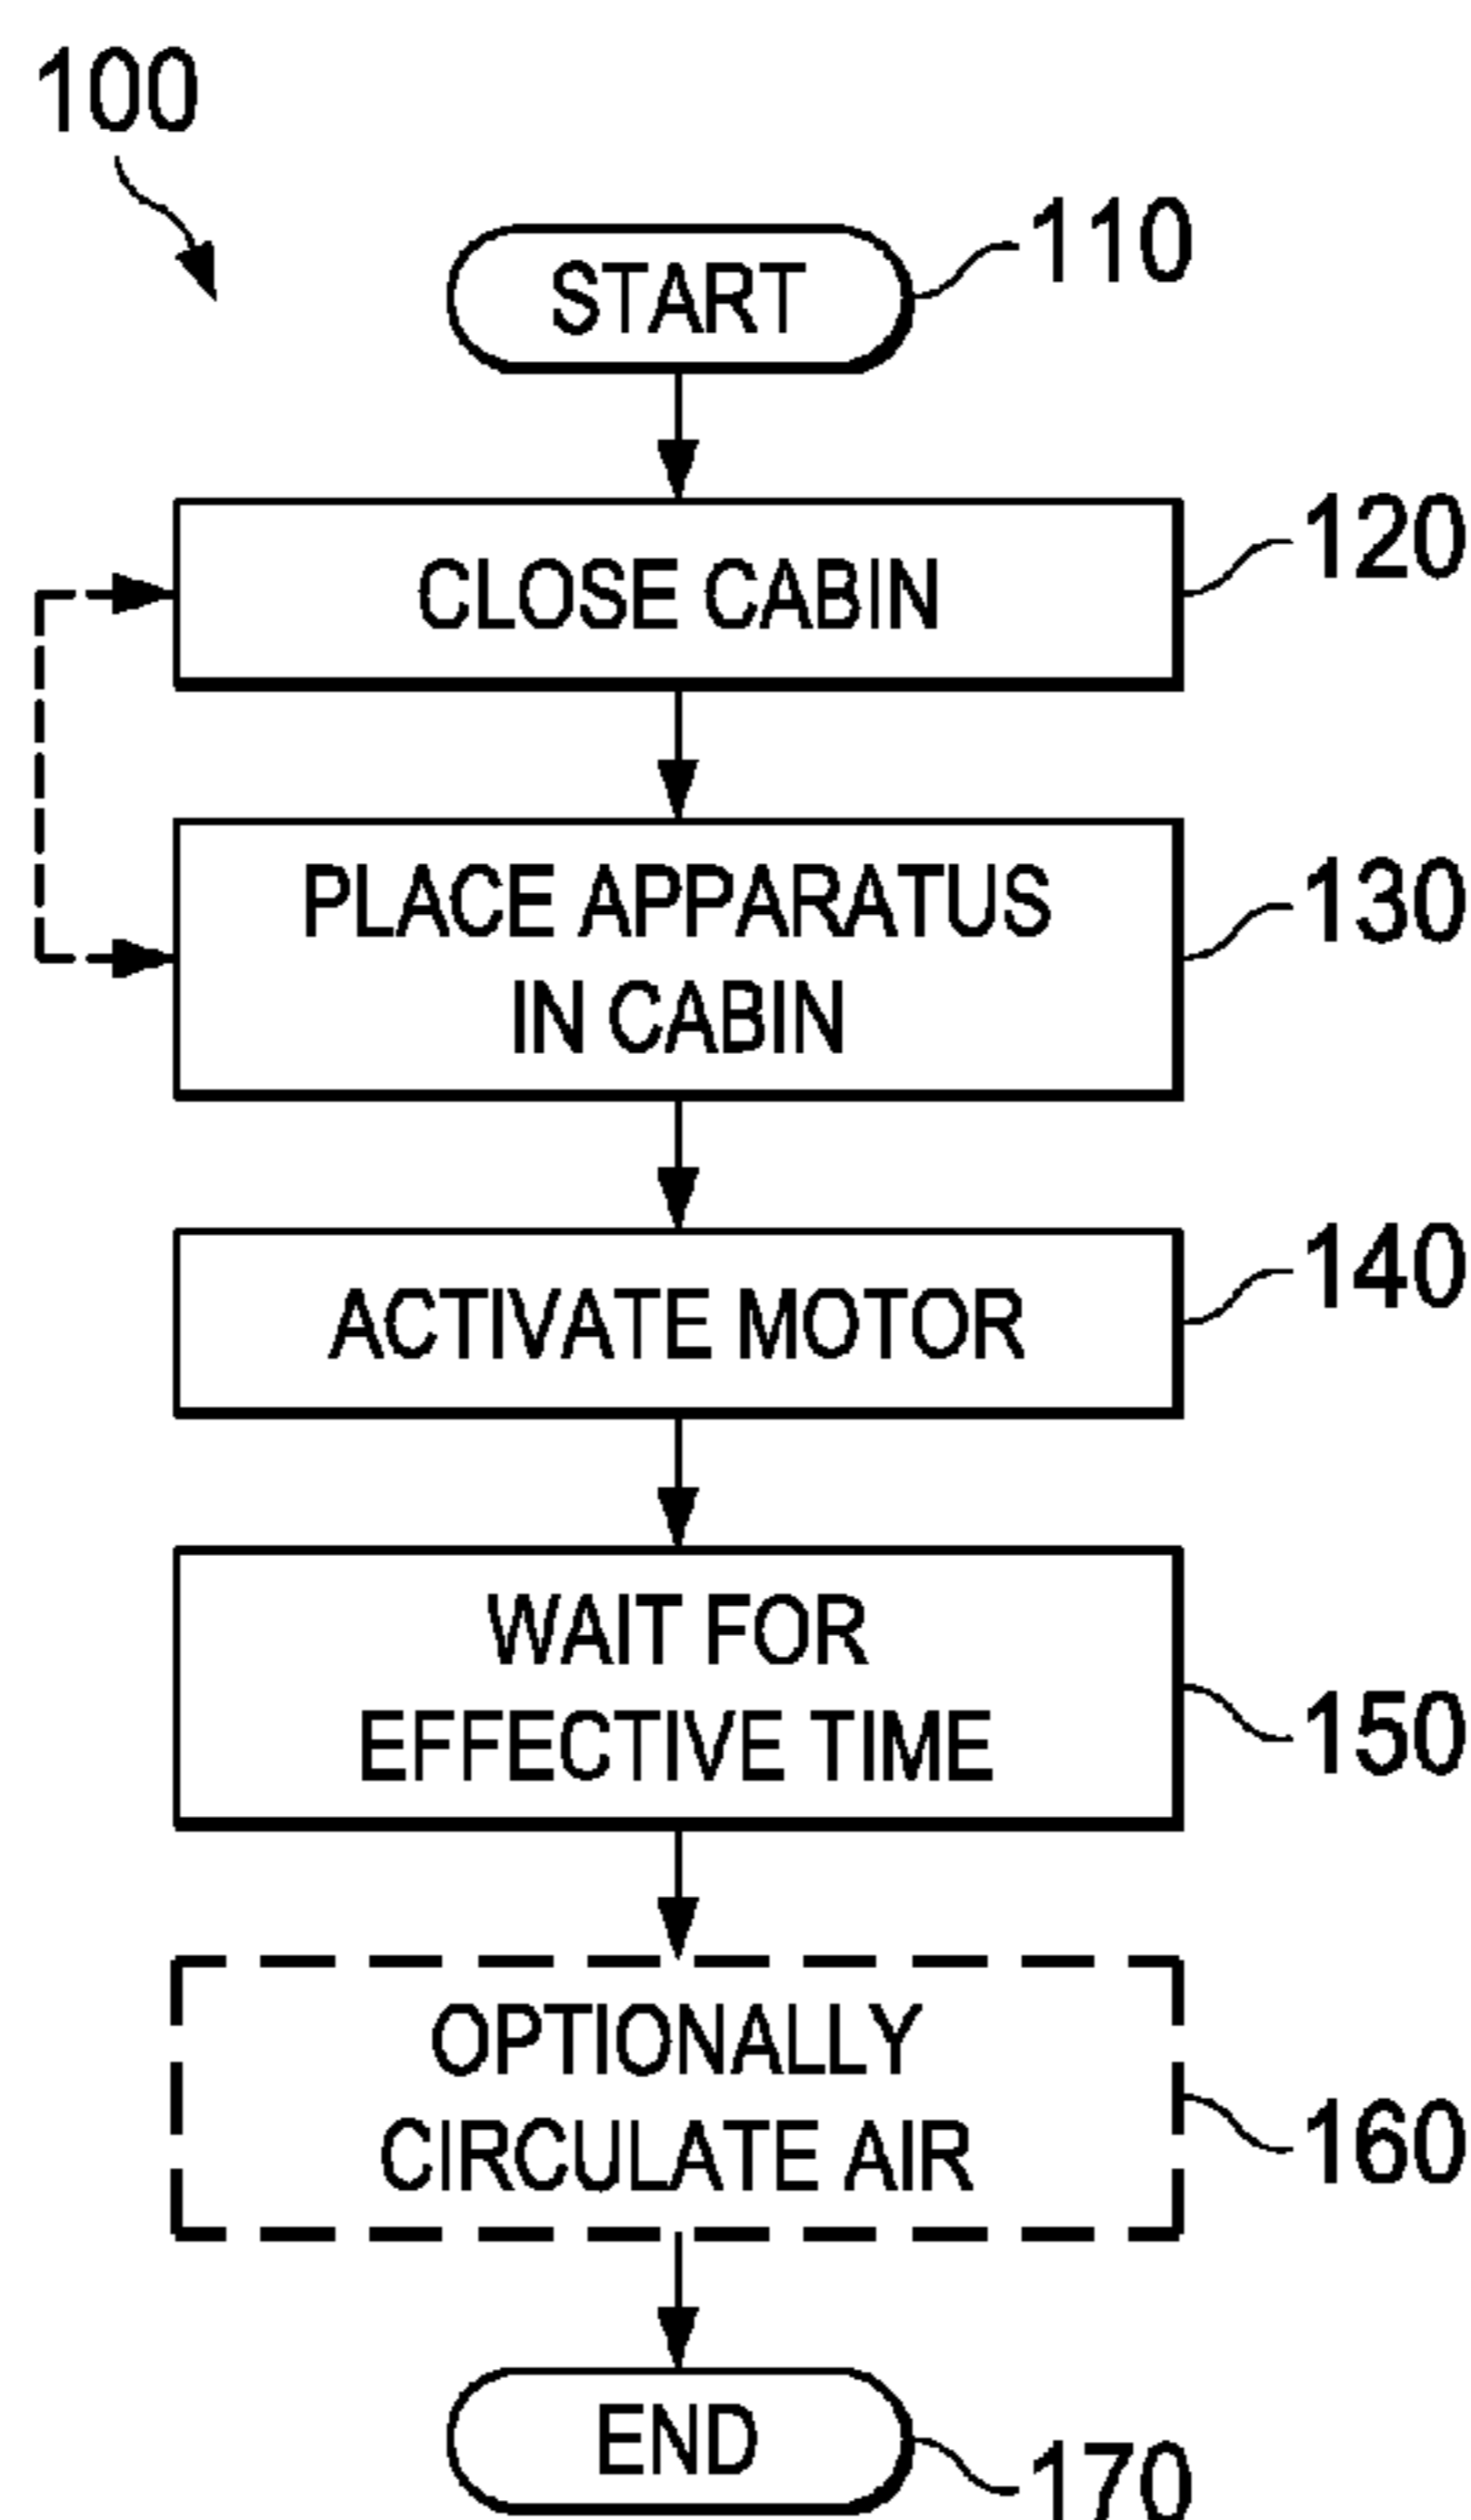 100
START
110
CLOSE CABIN
120
PLACE APPARATUS
IN CABIN
130
ACTIVATE MOTOR
140
WAIT FOR
EFFECTIVE TIME
150
OPTIONALLY
CIRCULATE AIR
160
END
170